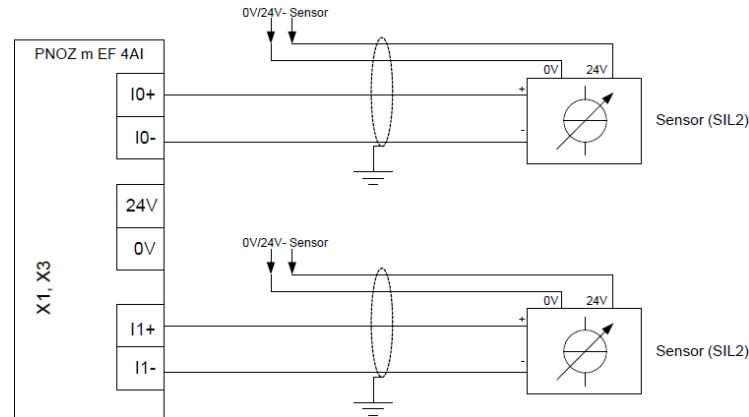 0V/24V- Sensor
PNOZ m EF 4AI
0V 24V
I0+
+
Sensor (SIL2)
I0-
-
24V
0V
0V/24V- Sensor
X1, X3
0V 24V
I1+
+
Sensor (SIL2)
I1-
-